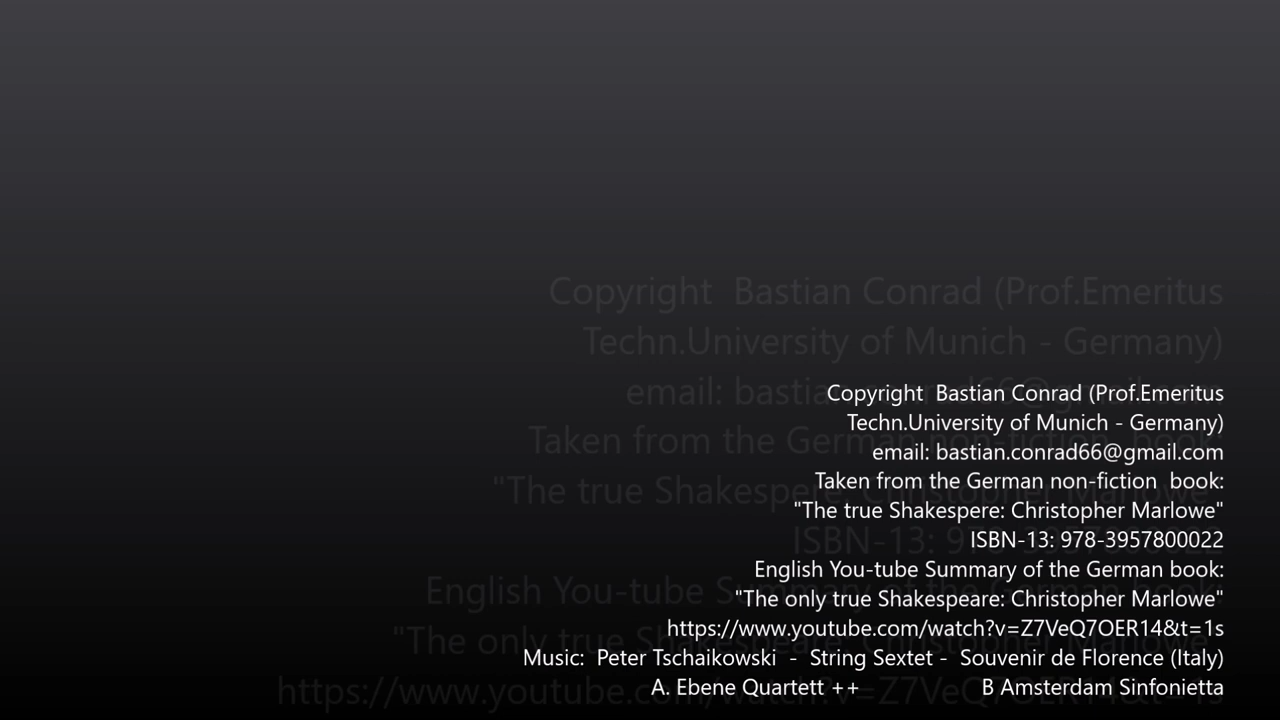 Copyright  Bastian Conrad (Prof.Emeritus
Techn.University of Munich - Germany)
email: bastian.conrad66@gmail.com
Taken from the German non-fiction  book:
"The true Shakespere: Christopher Marlowe"
ISBN-13: 978-3957800022
English You-tube Summary of the German book:
"The only true Shakespeare: Christopher Marlowe"
https://www.youtube.com/watch?v=Z7VeQ7OER14&t=1s
Music:  Peter Tschaikowski  -  String Sextet -  Souvenir de Florence (Italy)
A. Ebene Quartett ++                    B Amsterdam Sinfonietta